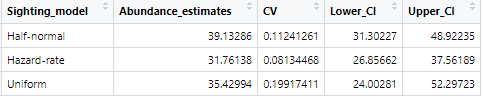 Sighting_model Abundance_estimates CV Lower_CI Upper_CI
Half-normal 39.13286 0.11241261 31.30227 48.92235
Hazard-rate 31.76138 0.08134468 26.85662 37.56189
Uniform 35.42994 0.19917411 24.00281 52.29723